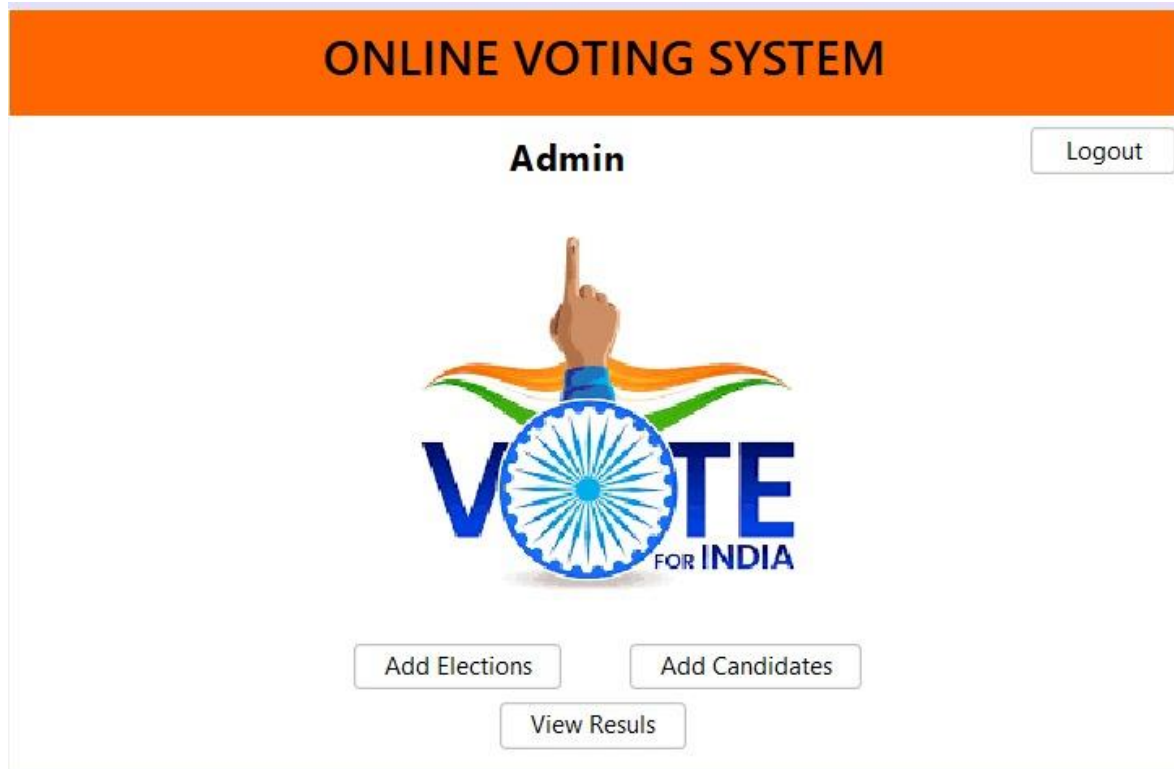 ONLINE VOTING SYSTEM
Admin
Logout
VOTE
FOR INDIA
Add Elections
Add Candidates
View Resuls